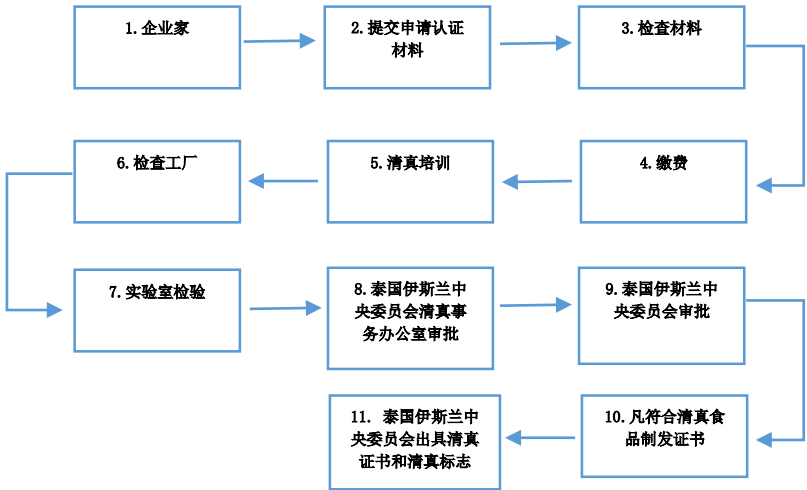 1.企业家
2.提交申请认证
材料
3.检查材料
4.缴费
5.清真培训
6.检查工厂
7.实验室检验
8.泰国伊斯兰中
央委员会清真事
务办公室审批
9.泰国伊斯兰中
央委员会审批
10.凡符合清真食
品制发证书
11. 泰国伊斯兰中
央委员会出具清真
证书和清真标志